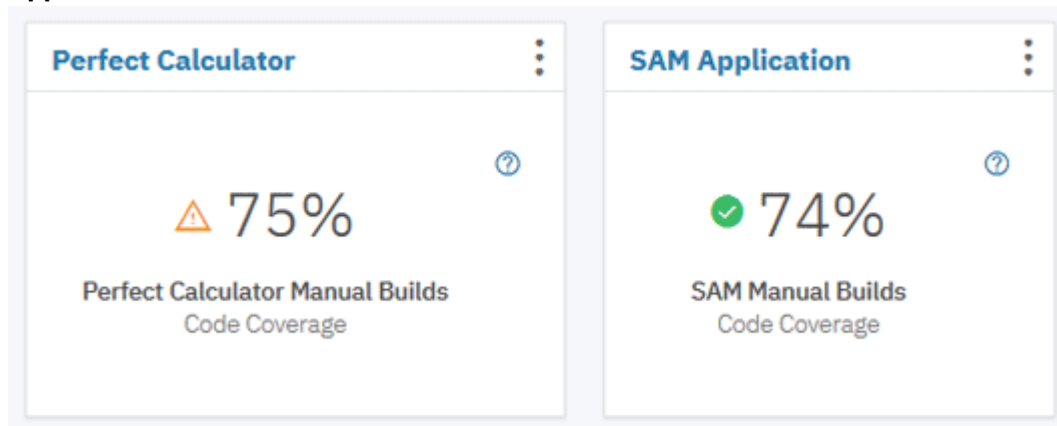 Perfect Calculator
75%
Perfect Calculator Manual Builds
Code Coverage
SAM Application
74%
SAM Manual Builds
Code Coverage